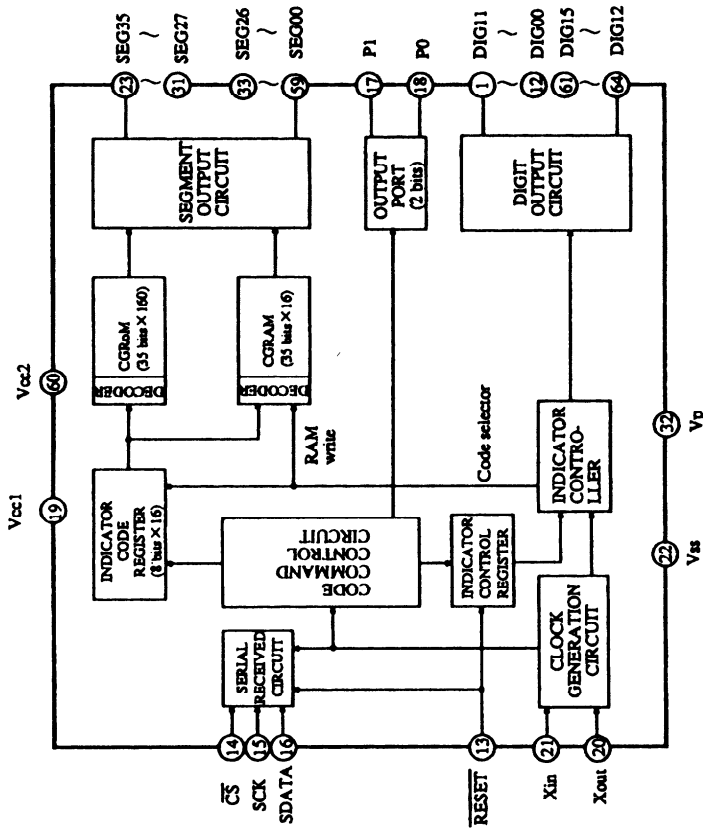 Vcc1
Vcc2
19
60
CS
14
SCK
15
SDATA
16
RESET
13
Xin
21
Xout
20
SERIAL
RECEIVED
CIRCUIT
CLOCK
GENERATION
CIRCUIT
INDICATOR
CODE
REGISTER
(8 bits × 16)
CODE
COMMAND
CONTROL
CIRCUIT
INDICATOR
CONTROL
REGISTER
INDICATOR
CONTRO-
LLER
Code selector
RAM
write
DECODER
CGRoM
(35 bits × 160)
DECODER
CGRAM
(35 bits × 16)
SEGMENT
OUTPUT
CIRCUIT
OUTPUT
PORT
(2 bits)
DIGIT
OUTPUT
CIRCUIT
23
SEG35
~
~
31
SEG27
33
SEG26
~
~
59
SEG00
17
P1
18
P0
1
DIG11
~
~
12
DIG00
61
DIG15
~
~
64
DIG12
22
Vss
32
Vp